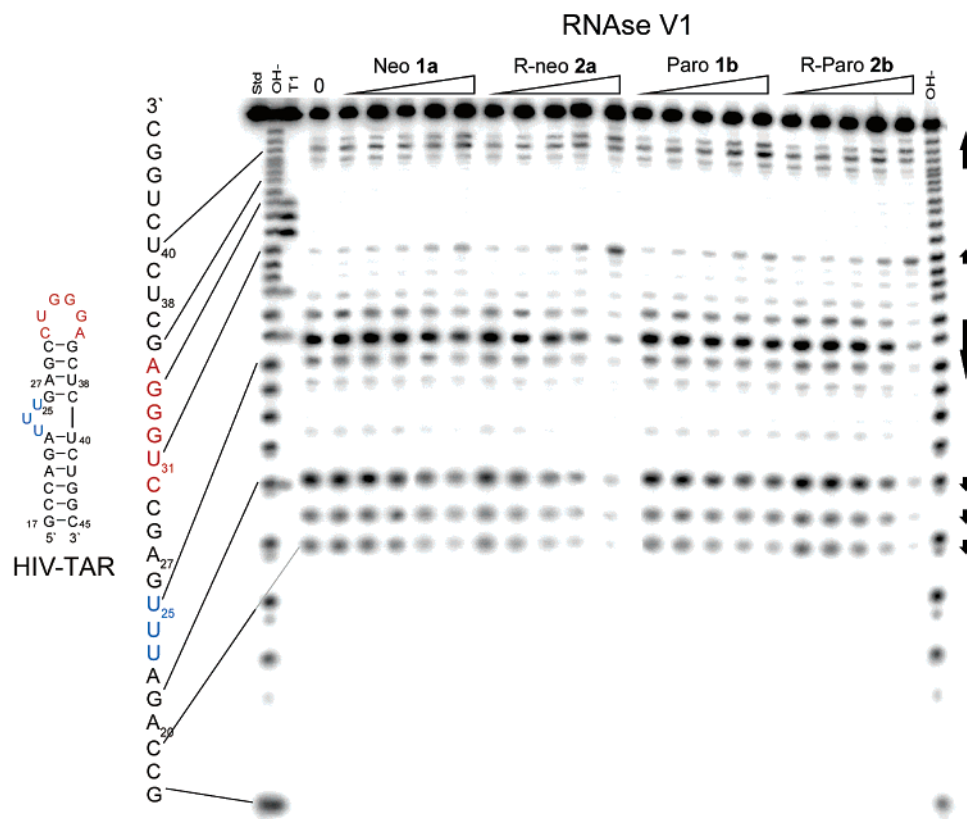 RNAse V1
Neo 1a
R-neo 2a
Paro 1b
R-Paro 2b
Std
OH-
T1
0
OH-
3`
C
G
G
U
C
U40
C
U38
C
G
A
G
G
G
U31
C
C
G
A27
G
U25
U
U
A
G
A20
C
C
G
G G
U G
C A
C G
G C
27 A U 38
G C
U 25
U
U
A U 40
G C
A U
C G
C G
17 G C 45
5` 3`
HIV-TAR